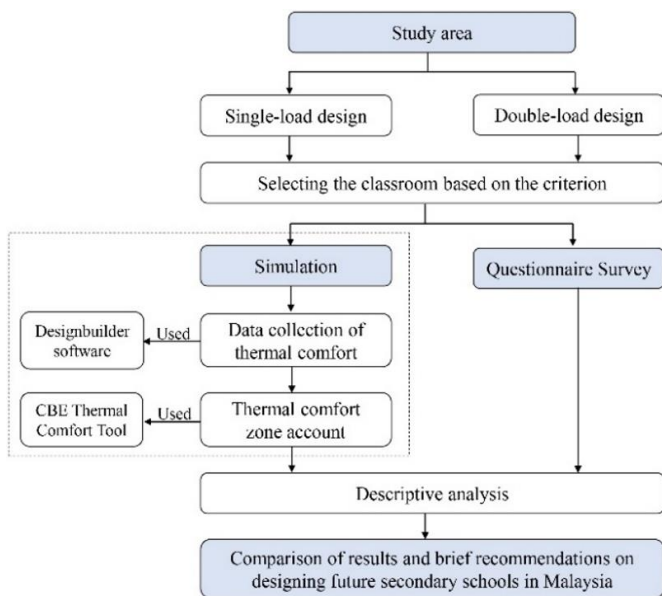 Study area
Single-load design
Double-load design
Selecting the classroom based on the criterion
Simulation
Questionnaire Survey
Designbuilder
software
Used
Data collection of
thermal comfort
CBE Thermal
Comfort Tool
Used
Thermal comfort
zone account
Descriptive analysis
Comparison of results and brief recommendations on
designing future secondary schools in Malaysia